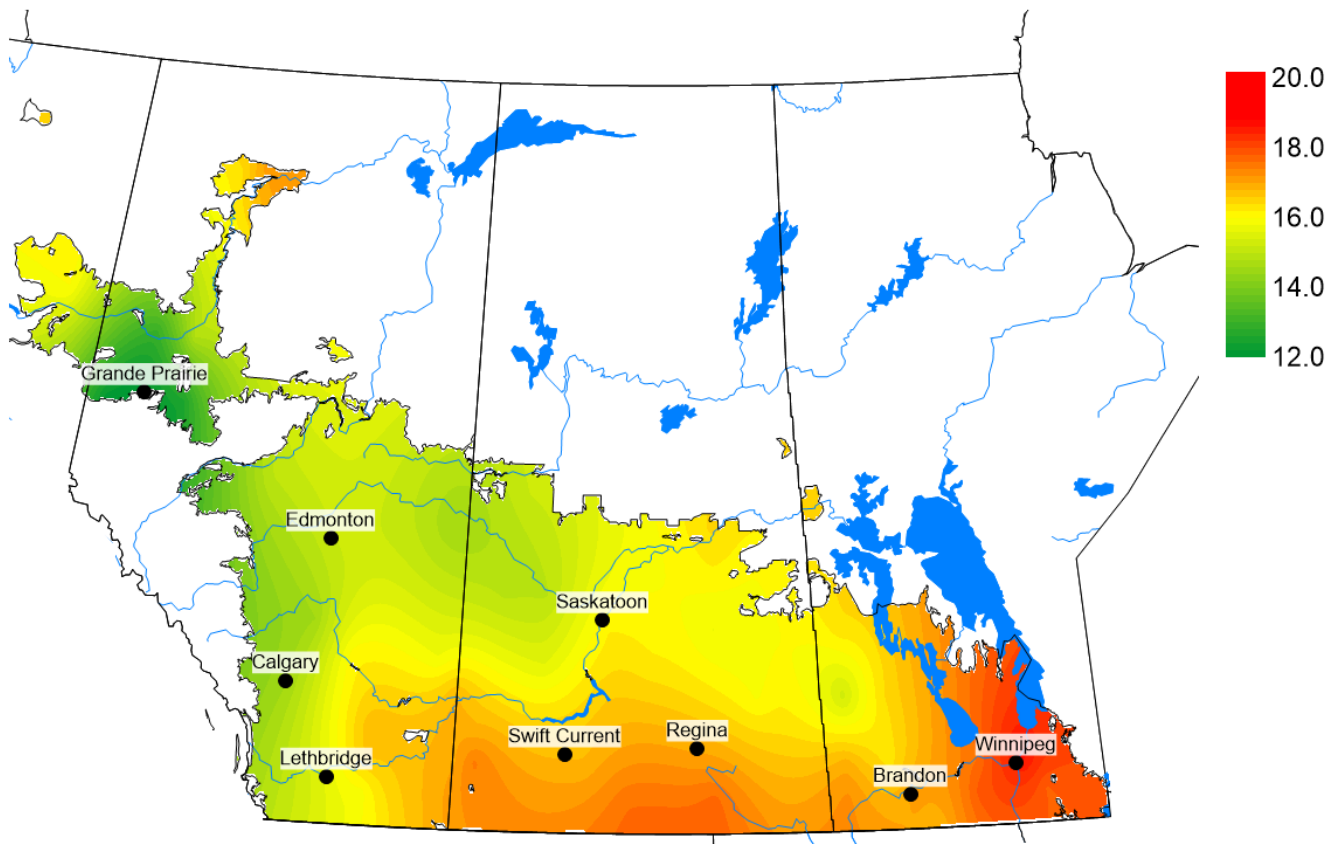 20.0
18.0
16.0
14.0
12.0
Grande Prairie
Edmonton
Saskatoon
Calgary
Swift Current
Regina
Lethbridge
Winnipeg
Brandon